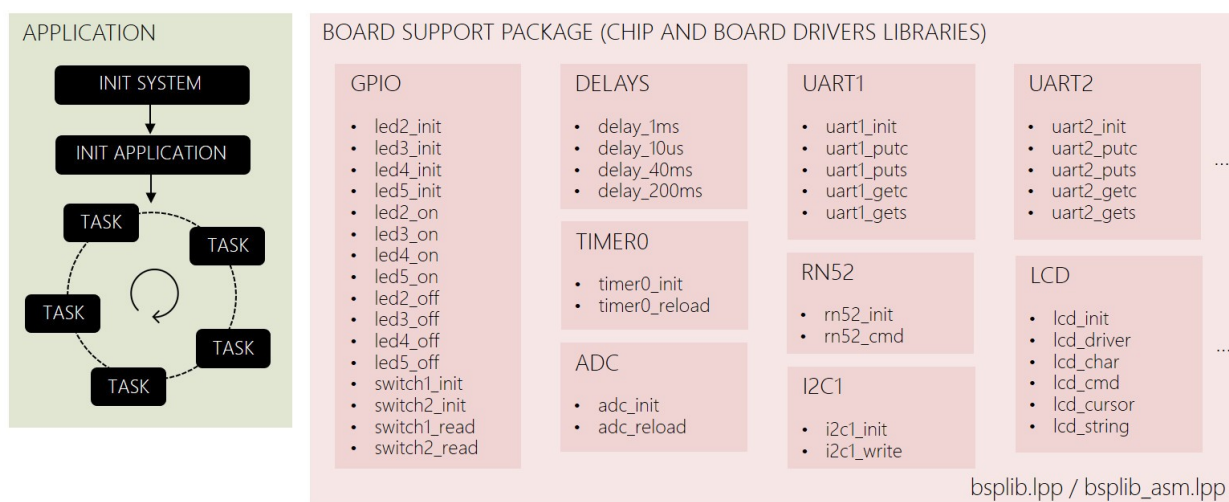 APPLICATION
INIT SYSTEM
INIT APPLICATION
TASK
TASK
TASK
TASK
TASK
BOARD SUPPORT PACKAGE (CHIP AND BOARD DRIVERS LIBRARIES)
GPIO
• led2_init
• led3_init
• led4_init
• led5_init
• led2_on
• led3_on
• led4_on
• led5_on
• led2_off
• led3_off
• led4_off
• led5_off
• switch1_init
• switch2_init
• switch1_read
• switch2_read
DELAYS
• delay_1ms
• delay_10us
• delay_40ms
• delay_200ms
TIMER0
• timer0_init
• timer0_reload
ADC
• adc_init
• adc_reload
UART1
• uart1_init
• uart1_putc
• uart1_puts
• uart1_getc
• uart1_gets
RN52
• rn52_init
• rn52_cmd
I2C1
• i2c1_init
• i2c1_write
UART2
• uart2_init
• uart2_putc
• uart2_puts
• uart2_getc
• uart2_gets
LCD
• lcd_init
• lcd_driver
• lcd_char
• lcd_cmd
• lcd_cursor
• lcd_string
...
...
bsplib.lpp / bsplib_asm.lpp